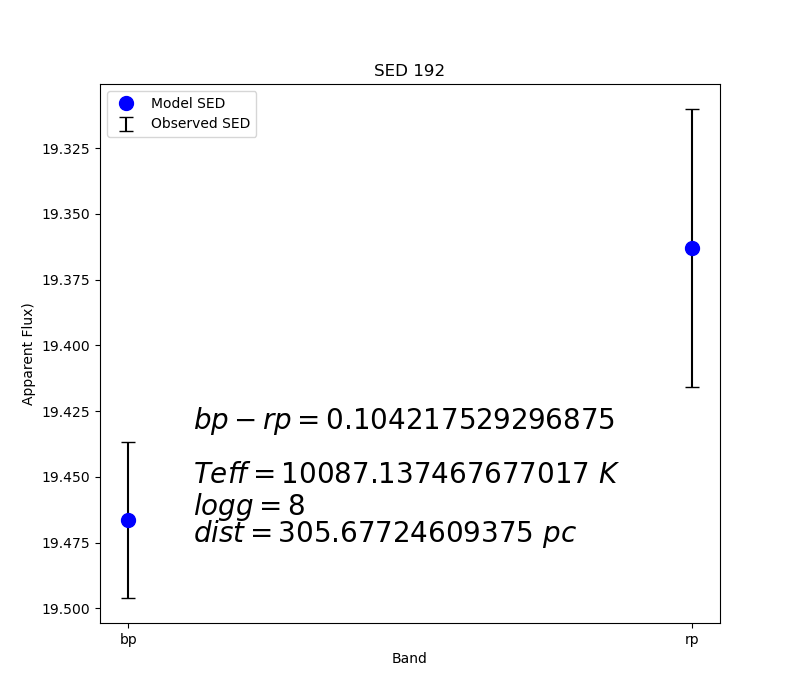 SED 192
Model SED
Observed SED
19.325
19.350
19.375
19.400
19.425
19.450
19.475
19.500
Apparent Flux)
bp − rp = 0.104217529296875
Teff = 10087.137467677017 K
logg = 8
dist = 305.67724609375 pc
bp
rp
Band